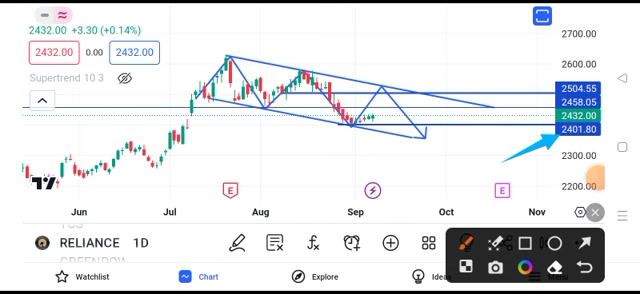 2432.00 +3.30 (+0.14%)
2432.00 0.00 2432.00
Supertrend 10 3
2700.00
2600.00
2504.55
2458.05
2432.00
2401.80
2300.00
2200.00
E E
Jun Jul Aug Sep Oct Nov
RELIANCE 1D
Watchlist Chart Explore Ideas Menu